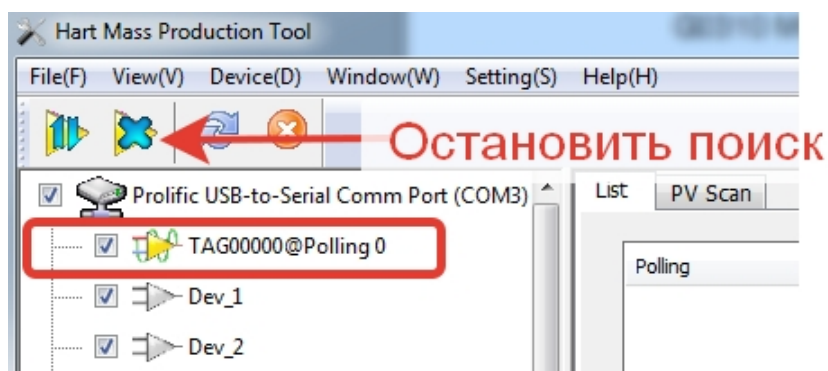 Hart Mass Production Tool
File(F) View(V) Device(D) Window(W) Setting(S) Help(H)
Остановить поиск
Prolific USB-to-Serial Comm Port (COM3)
List PV Scan
TAG00000@Polling 0
Polling
Dev_1
Dev_2